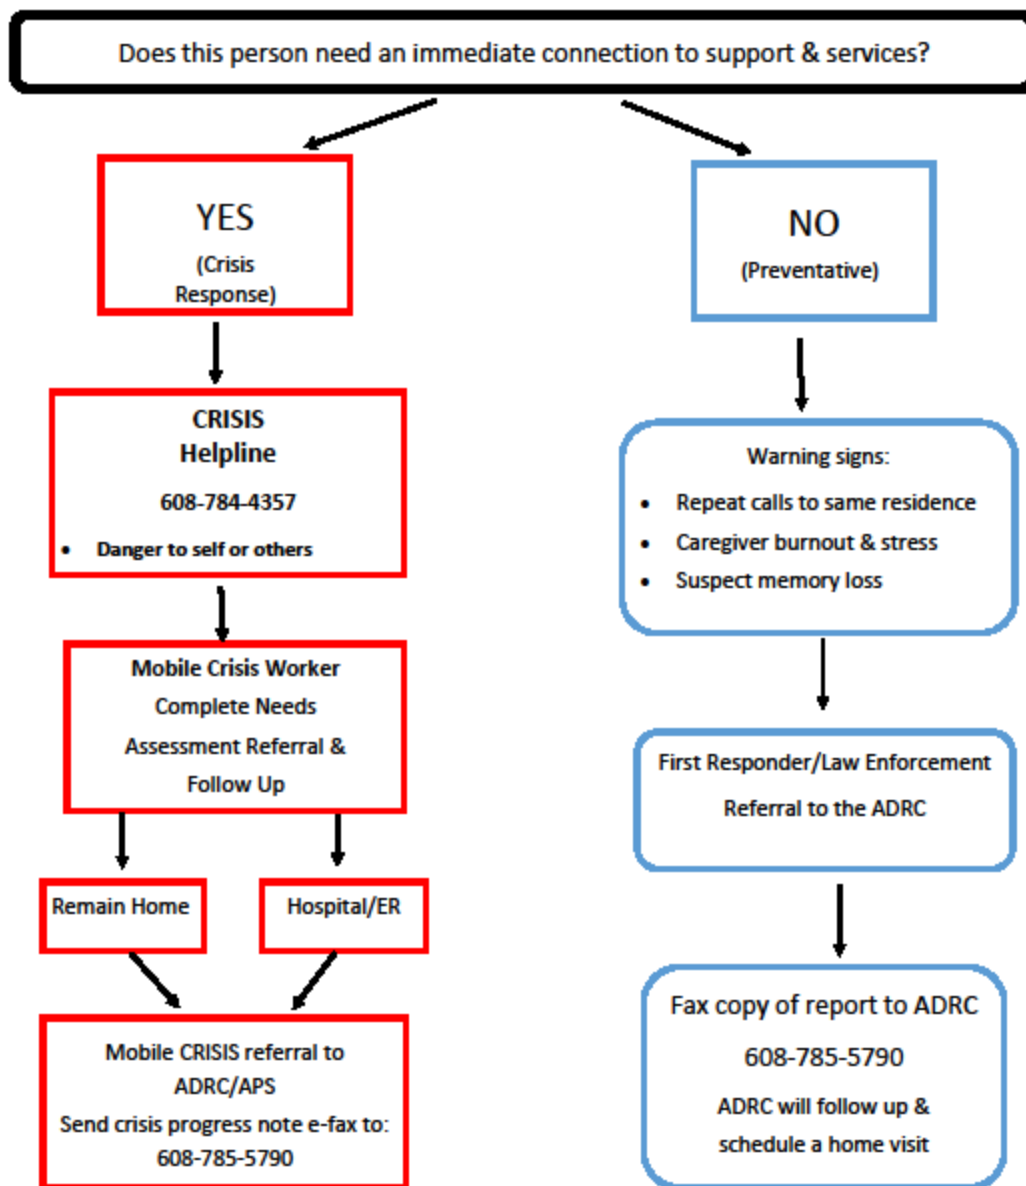 Does this person need an immediate connection to support & services?
YES
(Crisis
Response)
CRISIS
Helpline
608-784-4357
• Danger to self or others
Mobile Crisis Worker
Complete Needs
Assessment Referral &
Follow Up
Remain Home
Hospital/ER
Mobile CRISIS referral to
ADRC/APS
Send crisis progress note e-fax to:
608-785-5790
NO
(Preventative)
Warning signs:
• Repeat calls to same residence
• Caregiver burnout & stress
• Suspect memory loss
First Responder/Law Enforcement
Referral to the ADRC
Fax copy of report to ADRC
608-785-5790
ADRC will follow up &
schedule a home visit